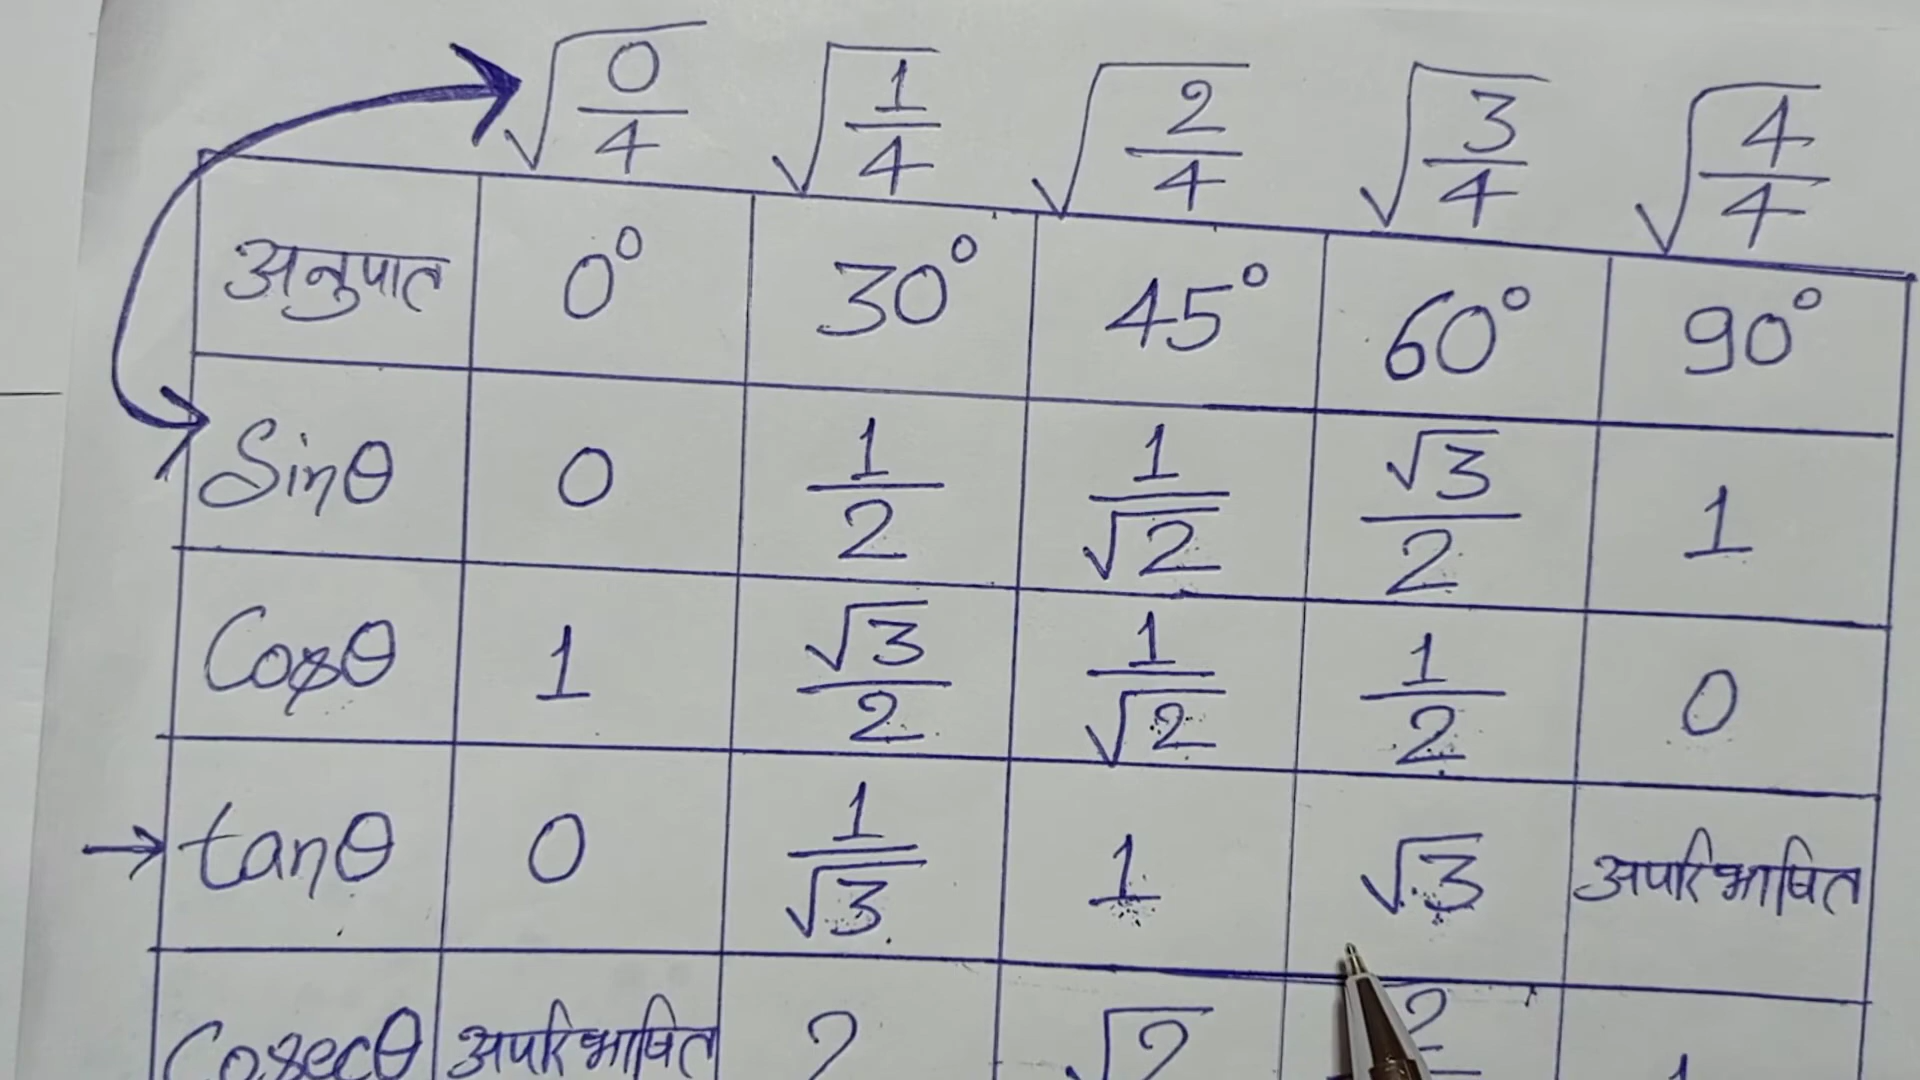 √(0/4) √(1/4) √(2/4) √(3/4) √(4/4)
अनुपात 0° 30° 45° 60° 90°
Sinθ 0 1/2 1/√2 √3/2 1
Cosθ 1 √3/2 1/√2 1/2 0
→ tanθ 0 1/√3 1 √3 अपरिभाषित
Cosecθ अपरिभाषित 2 √2 2 1